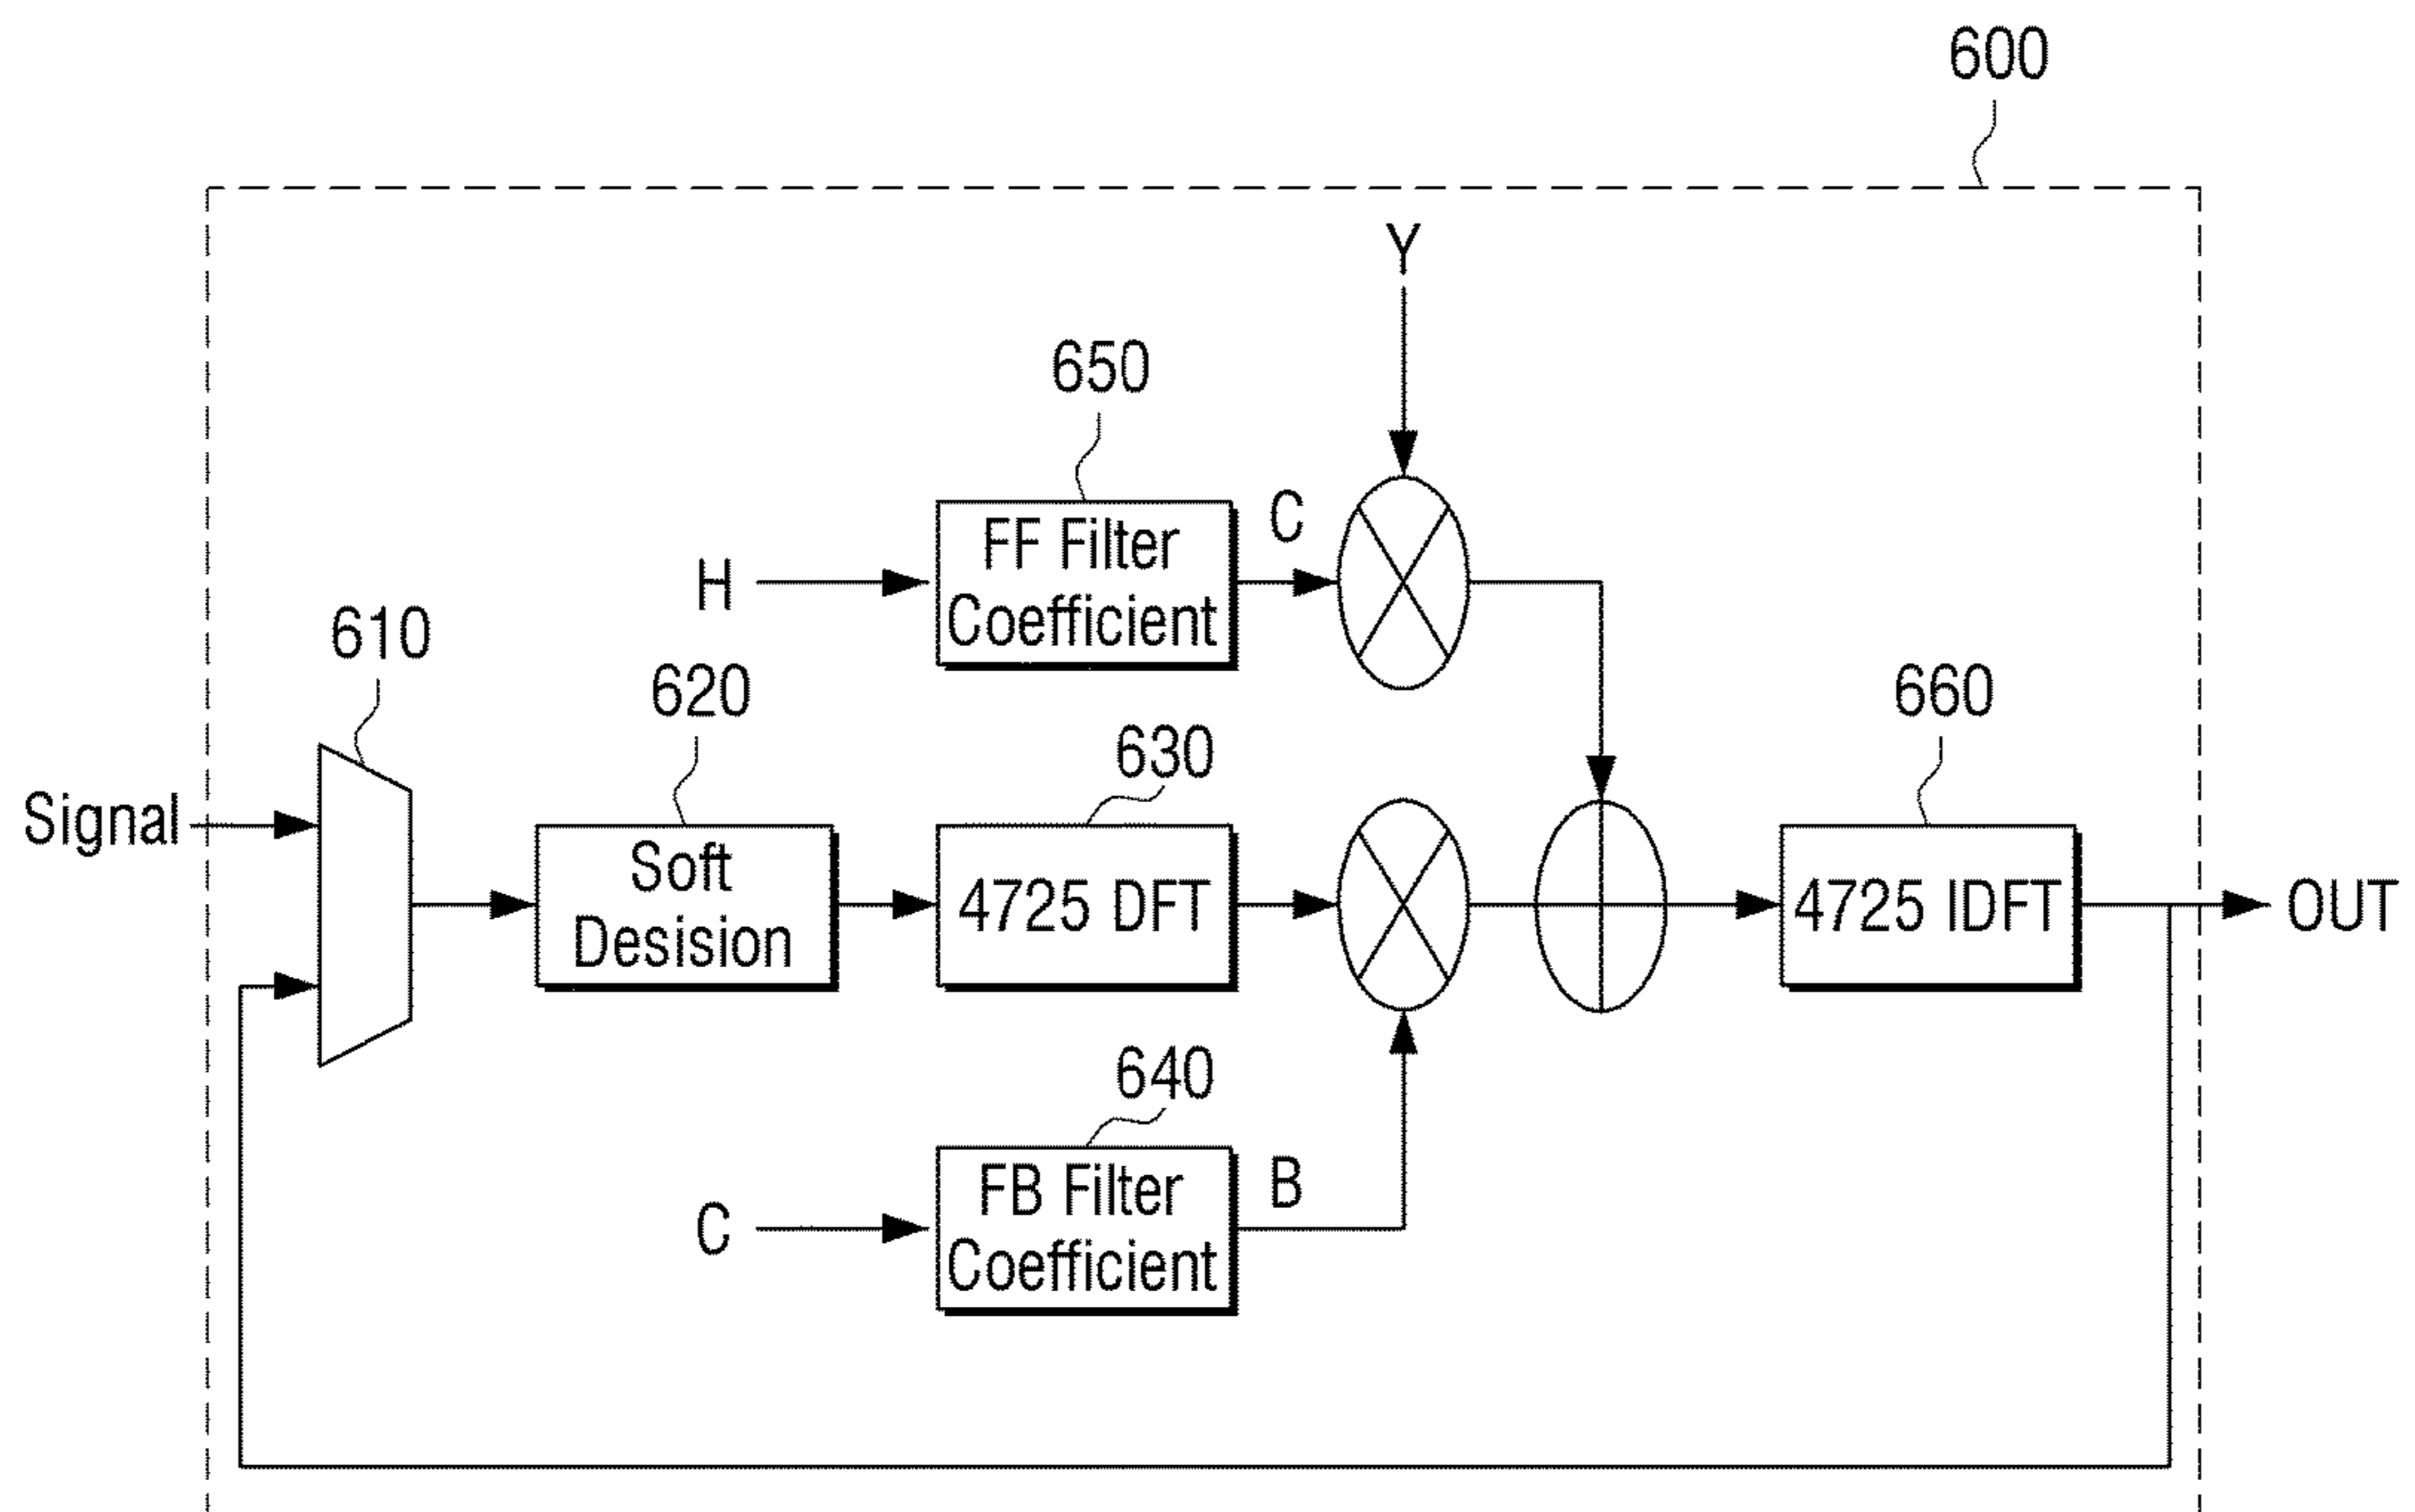 600
Y
650
FF Filter
Coefficient
C
H
610
620
630
660
Signal
Soft
Desision
4725 DFT
4725 IDFT
OUT
640
FB Filter
Coefficient
B
C